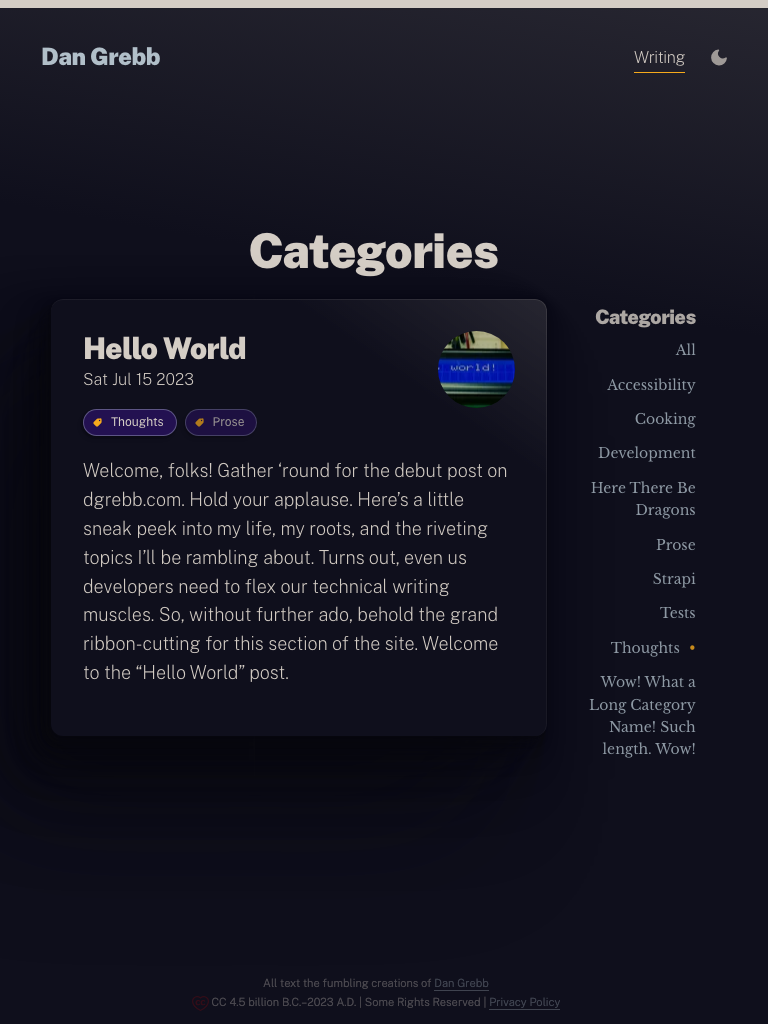 Dan Grebb
Writing
Categories
Hello World
Sat Jul 15 2023
world!
Thoughts
Prose
Welcome, folks! Gather ‘round for the debut post on
dgrebb.com. Hold your applause. Here’s a little
sneak peek into my life, my roots, and the riveting
topics I’ll be rambling about. Turns out, even us
developers need to flex our technical writing
muscles. So, without further ado, behold the grand
ribbon-cutting for this section of the site. Welcome
to the “Hello World” post.
Categories
All
Accessibility
Cooking
Development
Here There Be
Dragons
Prose
Strapi
Tests
Thoughts •
Wow! What a
Long Category
Name! Such
length. Wow!
All text the fumbling creations of Dan Grebb
CC 4.5 billion B.C.–2023 A.D. | Some Rights Reserved | Privacy Policy